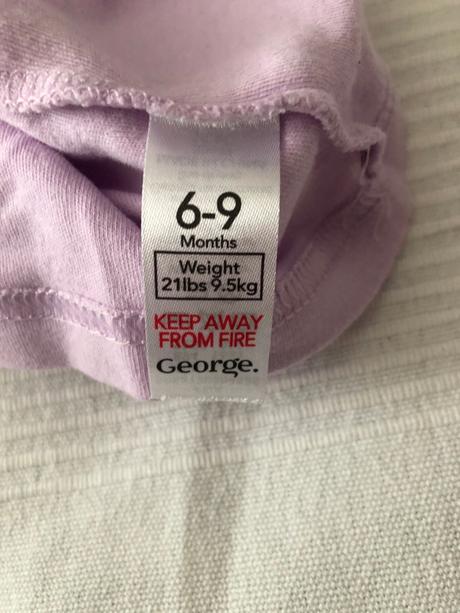 6-9
Months
Weight
21lbs 9.5kg
KEEP AWAY
FROM FIRE
George.